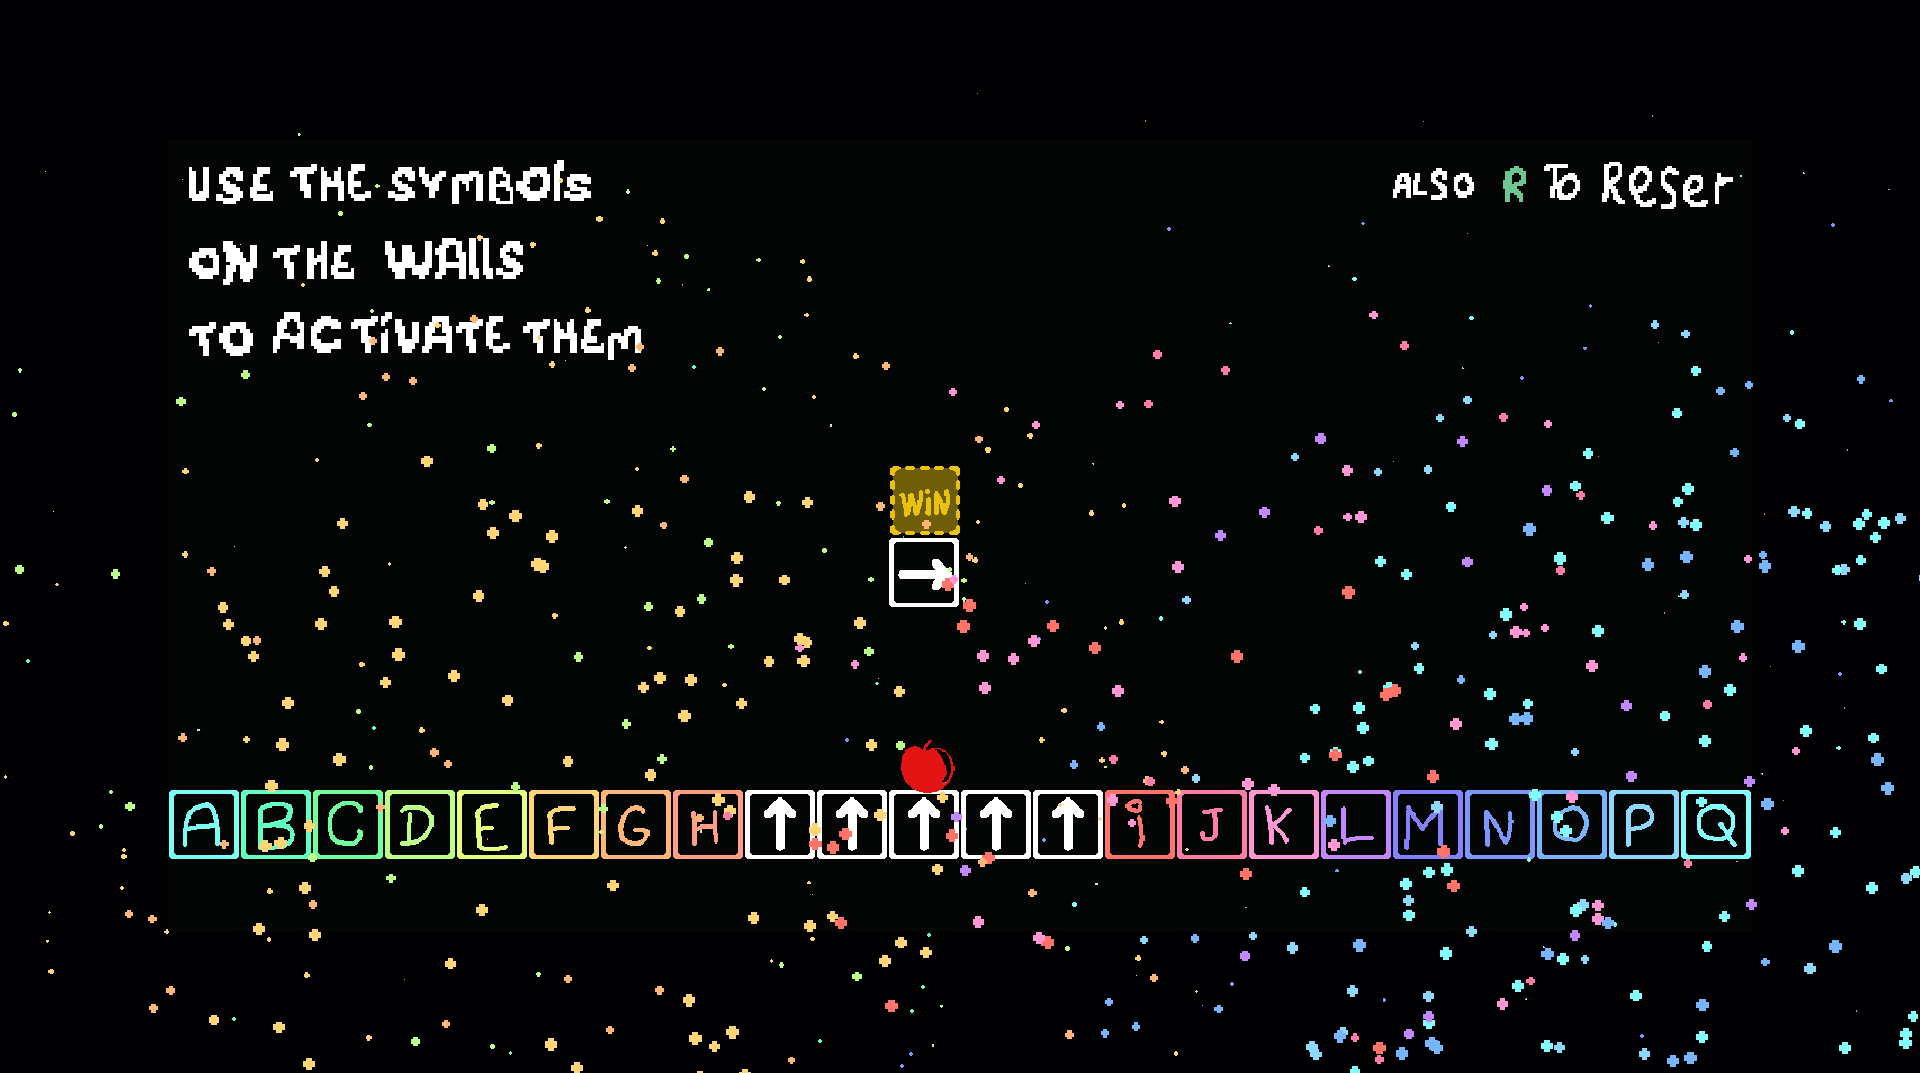 USE THE SYMBOlS
ALSO R TO ReSer
ON THE WAllS
TO ACTiVATE THEM
WiN
→
A B C D E F G H ↑ ↑ ↑ ↑ ↑ i J K L M N O P Q